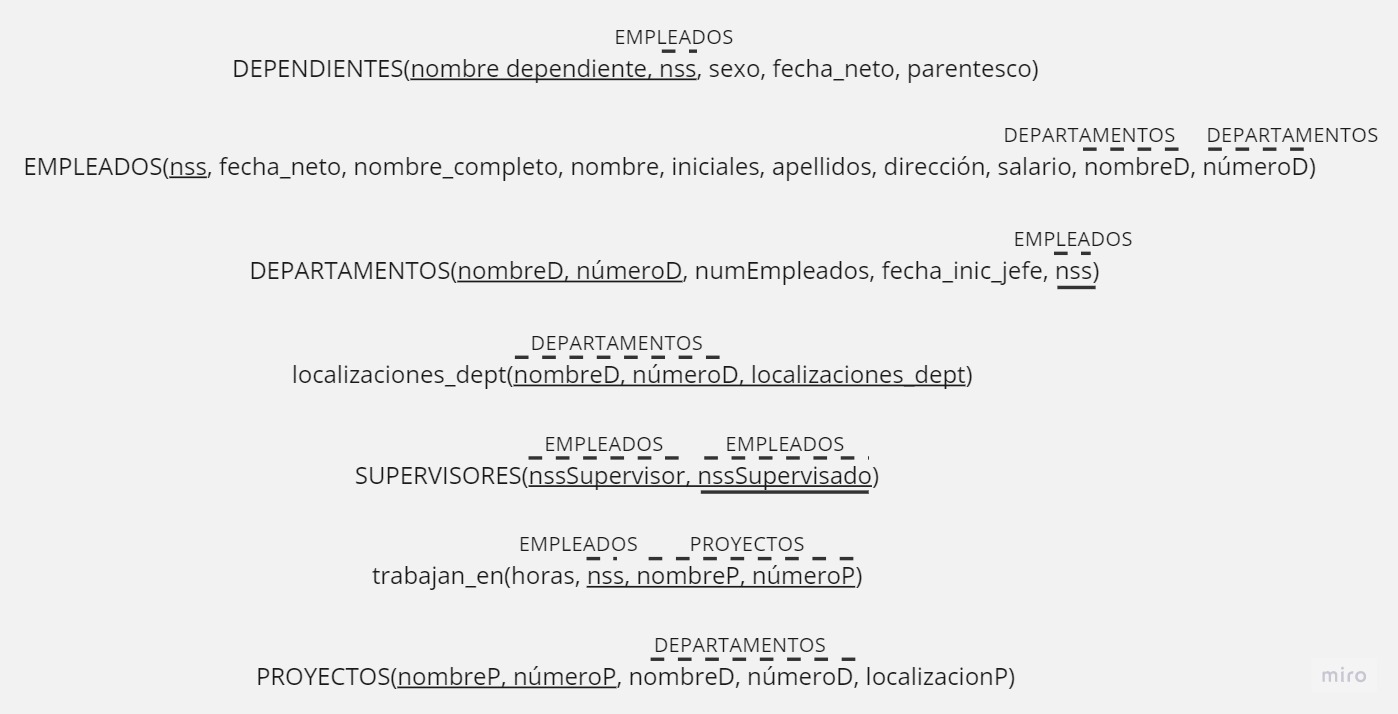 EMPLEADOS
DEPENDIENTES(nombre dependiente, nss, sexo, fecha_neto, parentesco)
DEPARTAMENTOS DEPARTAMENTOS
EMPLEADOS(nss, fecha_neto, nombre_completo, nombre, iniciales, apellidos, dirección, salario, nombreD, númeroD)
EMPLEADOS
DEPARTAMENTOS(nombreD, númeroD, numEmpleados, fecha_inic_jefe, nss)
DEPARTAMENTOS
localizaciones_dept(nombreD, númeroD, localizaciones_dept)
EMPLEADOS EMPLEADOS
SUPERVISORES(nssSupervisor, nssSupervisado)
EMPLEADOS PROYECTOS
trabajan_en(horas, nss, nombreP, númeroP)
DEPARTAMENTOS
PROYECTOS(nombreP, númeroP, nombreD, númeroD, localizacionP)
miro